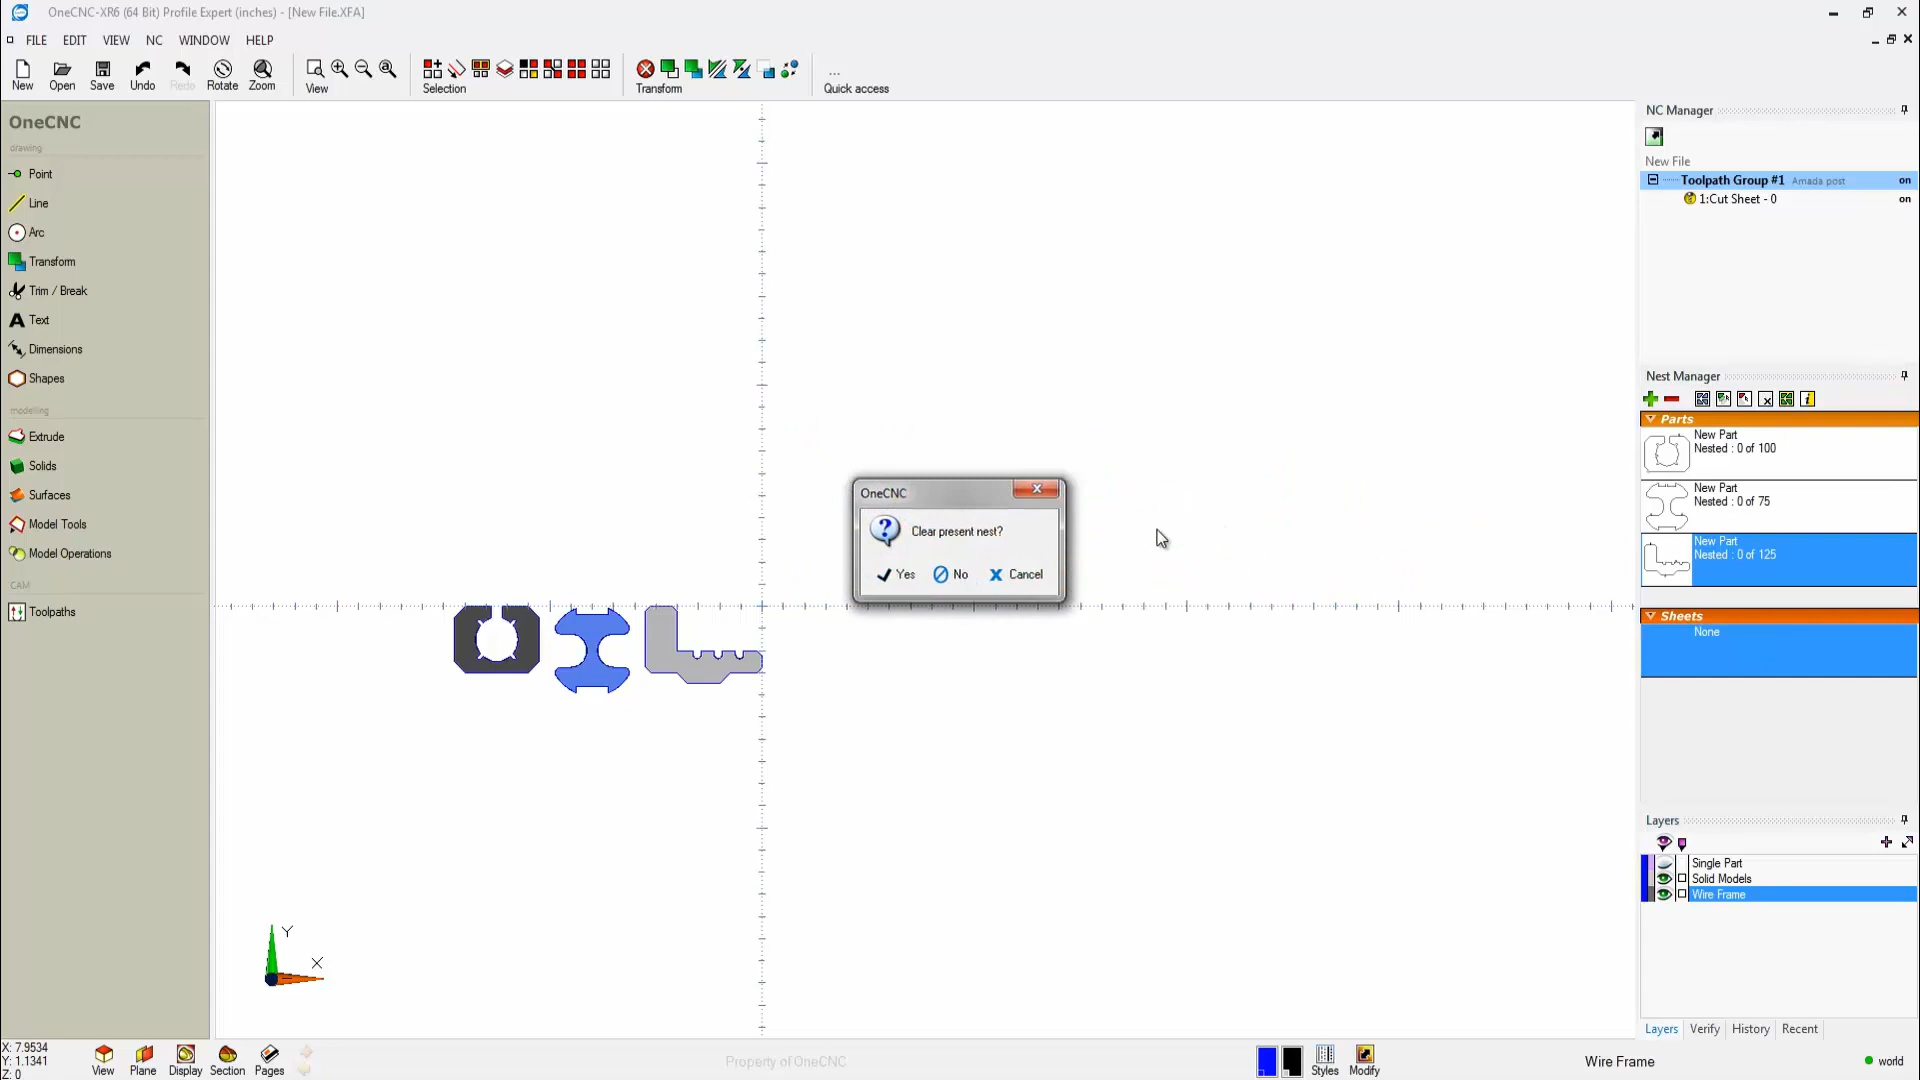 OneCNC-XR6 (64 Bit) Profile Expert (inches) - [New File.XFA]
FILE EDIT VIEW NC WINDOW HELP
New Open Save Undo Redo Rotate Zoom View Selection Transform ... Quick access
OneCNC
drawing
Point
Line
Arc
Transform
Trim / Break
Text
Dimensions
Shapes
modelling
Extrude
Solids
Surfaces
Model Tools
Model Operations
CAM
Toolpaths
OneCNC
Clear present nest?
Yes No Cancel
Y
X
NC Manager
New File
Toolpath Group #1 Amada post on
1:Cut Sheet - 0 on
Nest Manager
Parts
New Part
Nested : 0 of 100
New Part
Nested : 0 of 75
New Part
Nested : 0 of 125
Sheets
None
Layers
Single Part
Solid Models
Wire Frame
Layers Verify History Recent
X: 7.9534
Y: 1.1341
Z: 0
View Plane Display Section Pages
Property of OneCNC
Styles Modify
Wire Frame
world